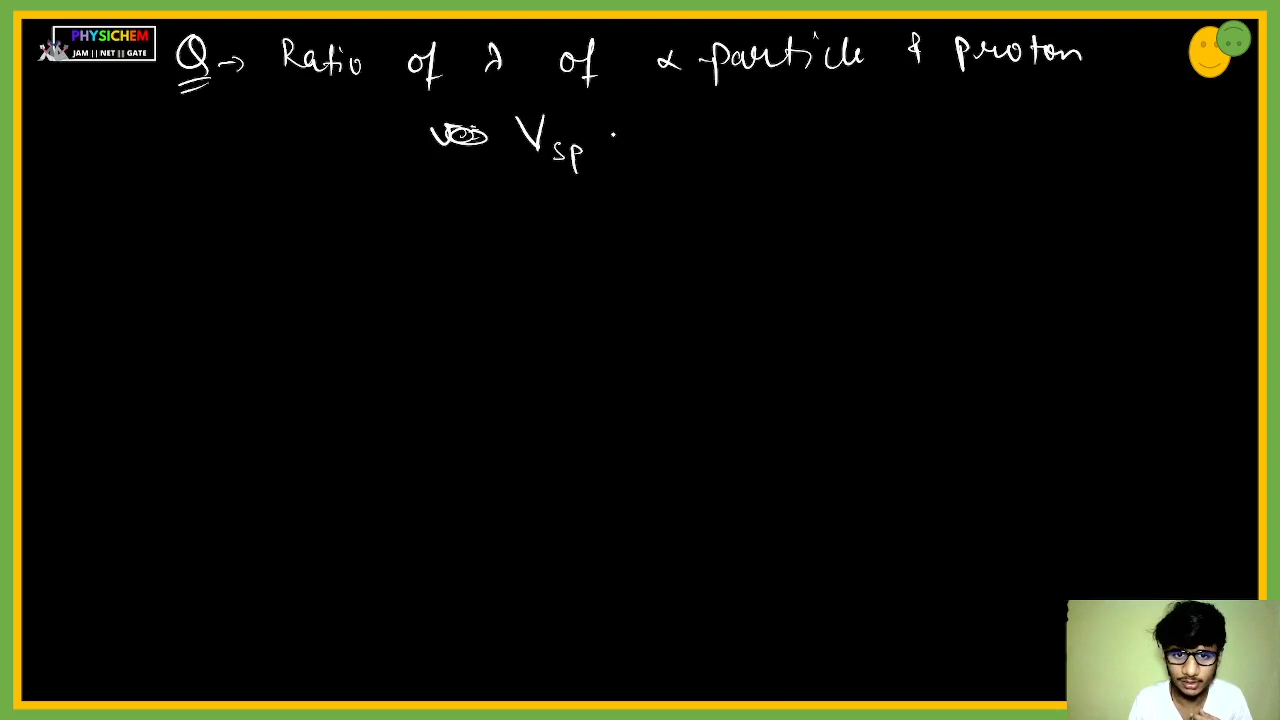 PHYSICHEM
JAM || NET || GATE
Q→ Ratio of λ of α-particle & proton
V_sp